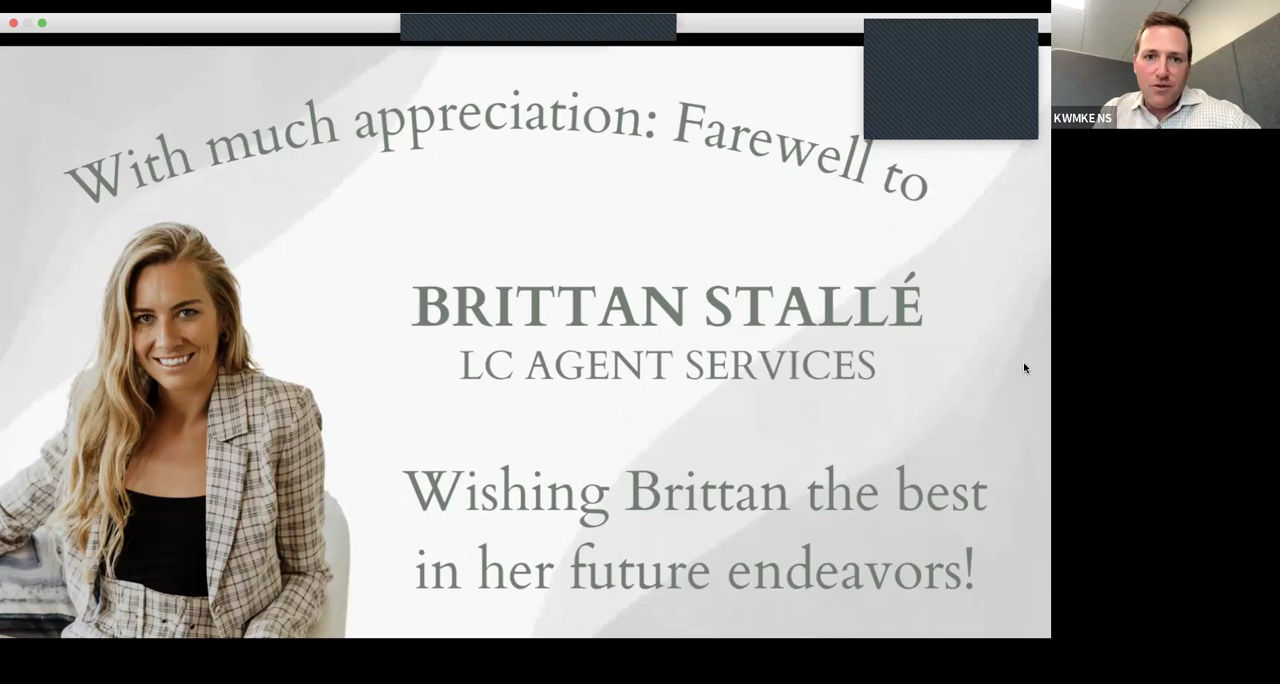 With much appreciation: Farewell to
BRITTAN STALLÉ
LC AGENT SERVICES
Wishing Brittan the best
in her future endeavors!
KWMKE NS